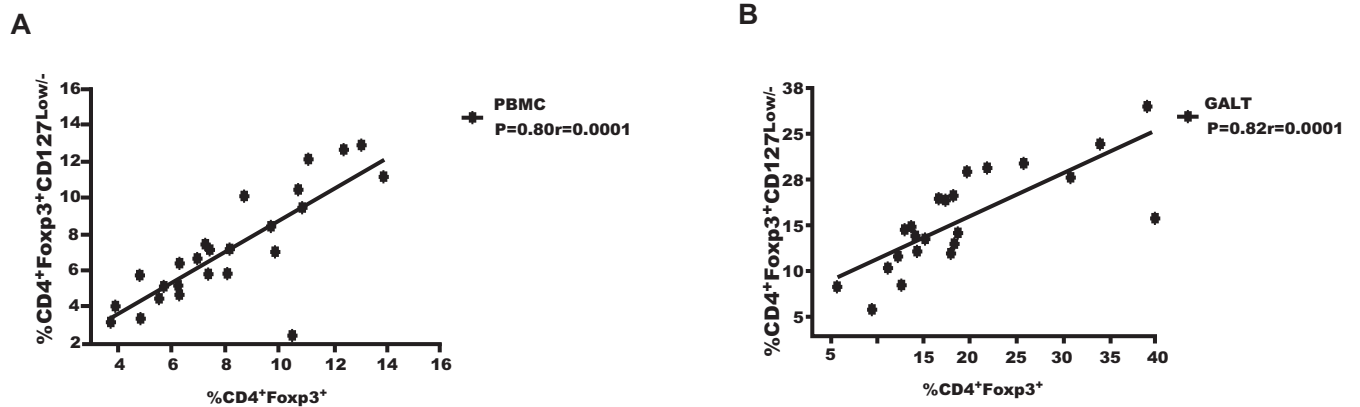 A
%CD4⁺Foxp3⁺CD127Low/-
16
14
12
10
8
6
4
2
4
6
8
10
12
14
16
%CD4⁺Foxp3⁺
PBMC
P=0.80r=0.0001
B
%CD4⁺Foxp3⁺CD127Low/-
38
25
28
15
10
5
5
15
20
25
30
35
40
%CD4⁺Foxp3⁺
GALT
P=0.82r=0.0001